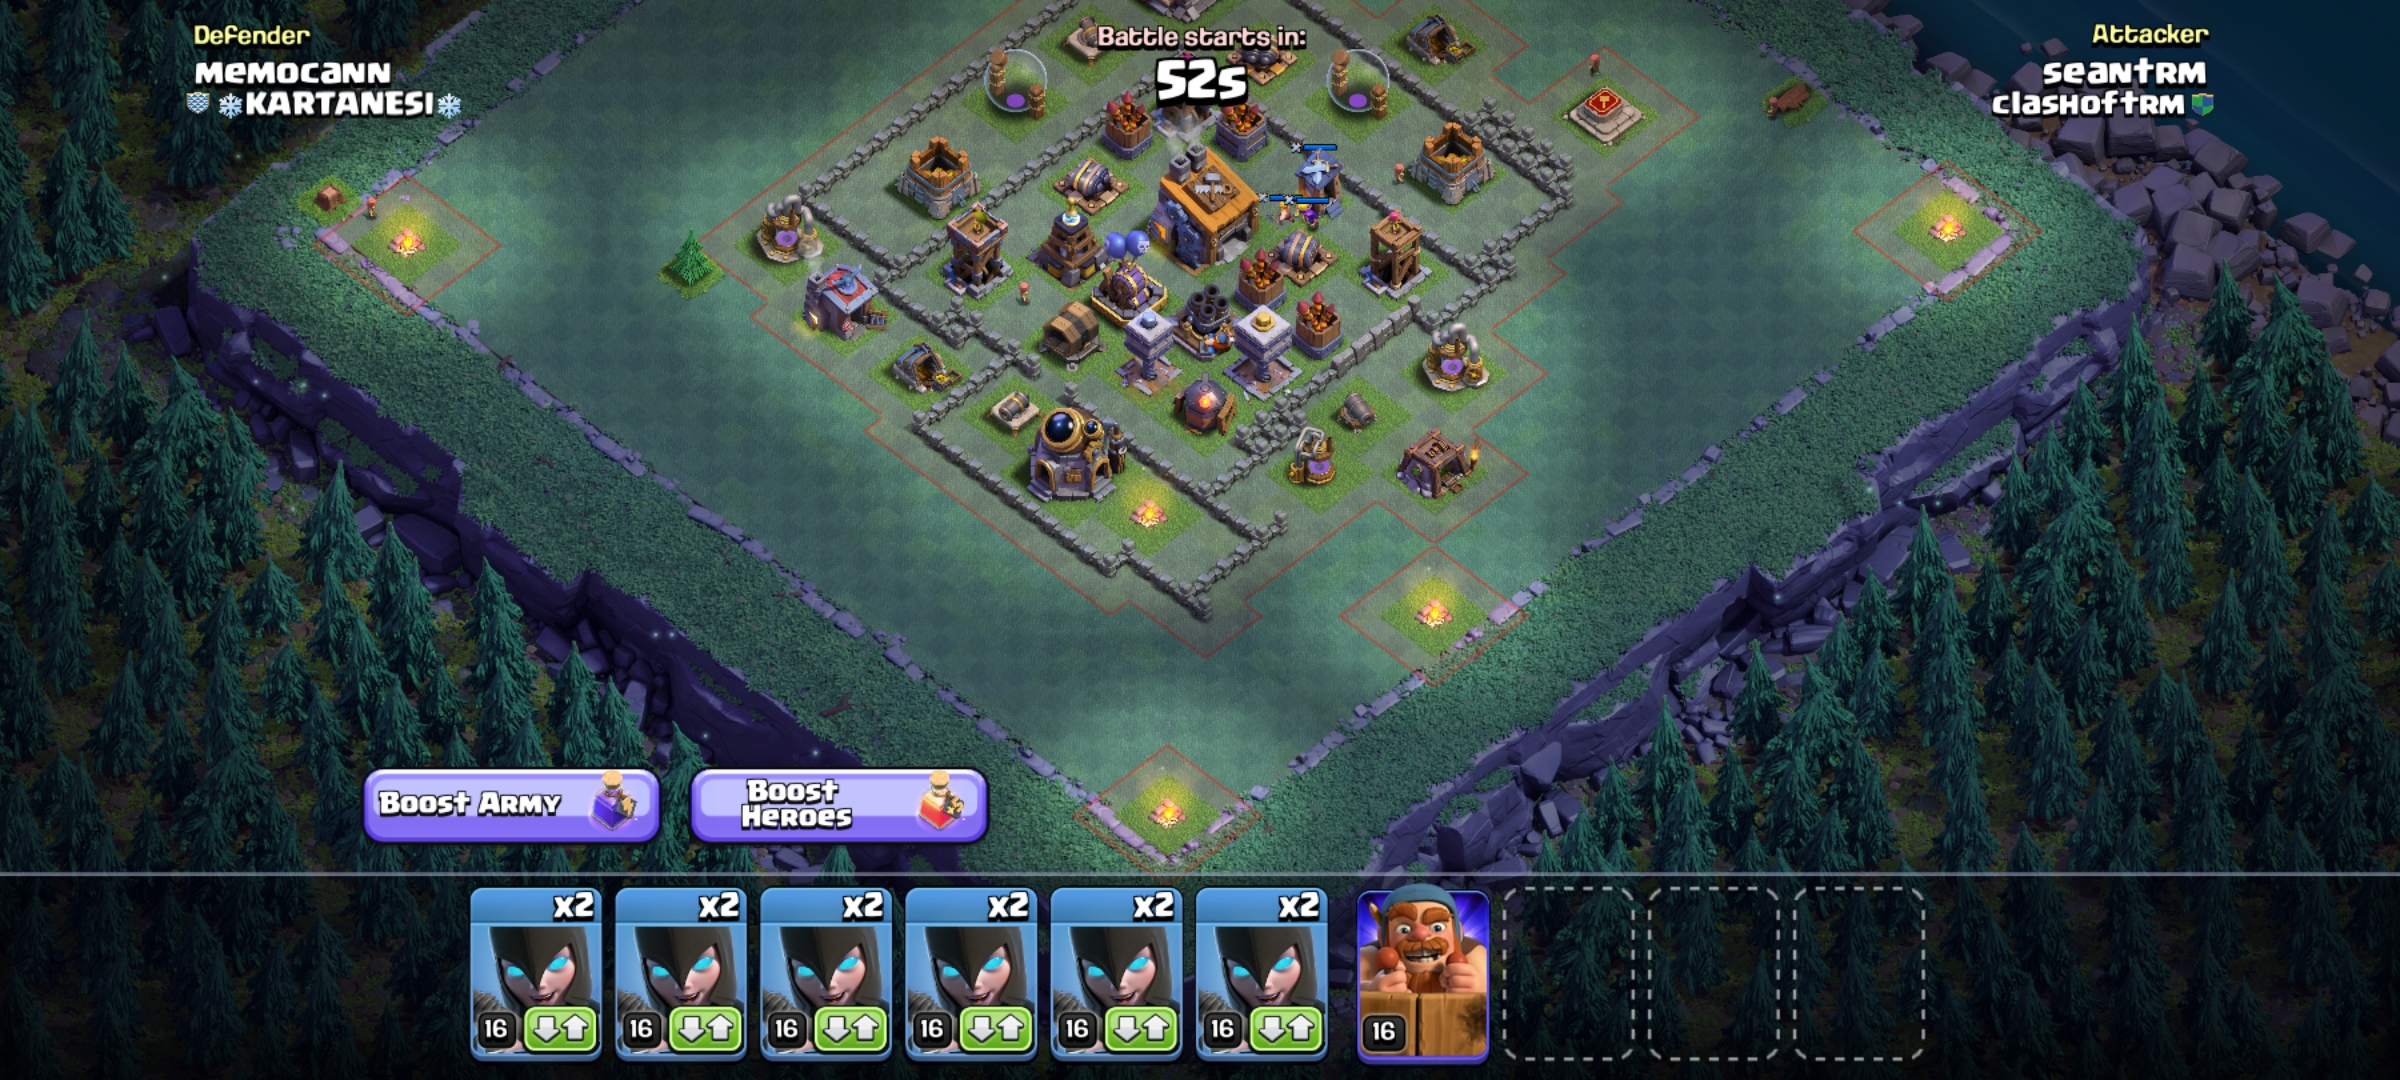 Defender
MEMOCANN
❄KARTANESI❄
Battle starts in:
52s
Attacker
seantRM
clashoftRM
Boost Army
Boost
Heroes
x2
x2
x2
x2
x2
x2
16
16
16
16
16
16
16